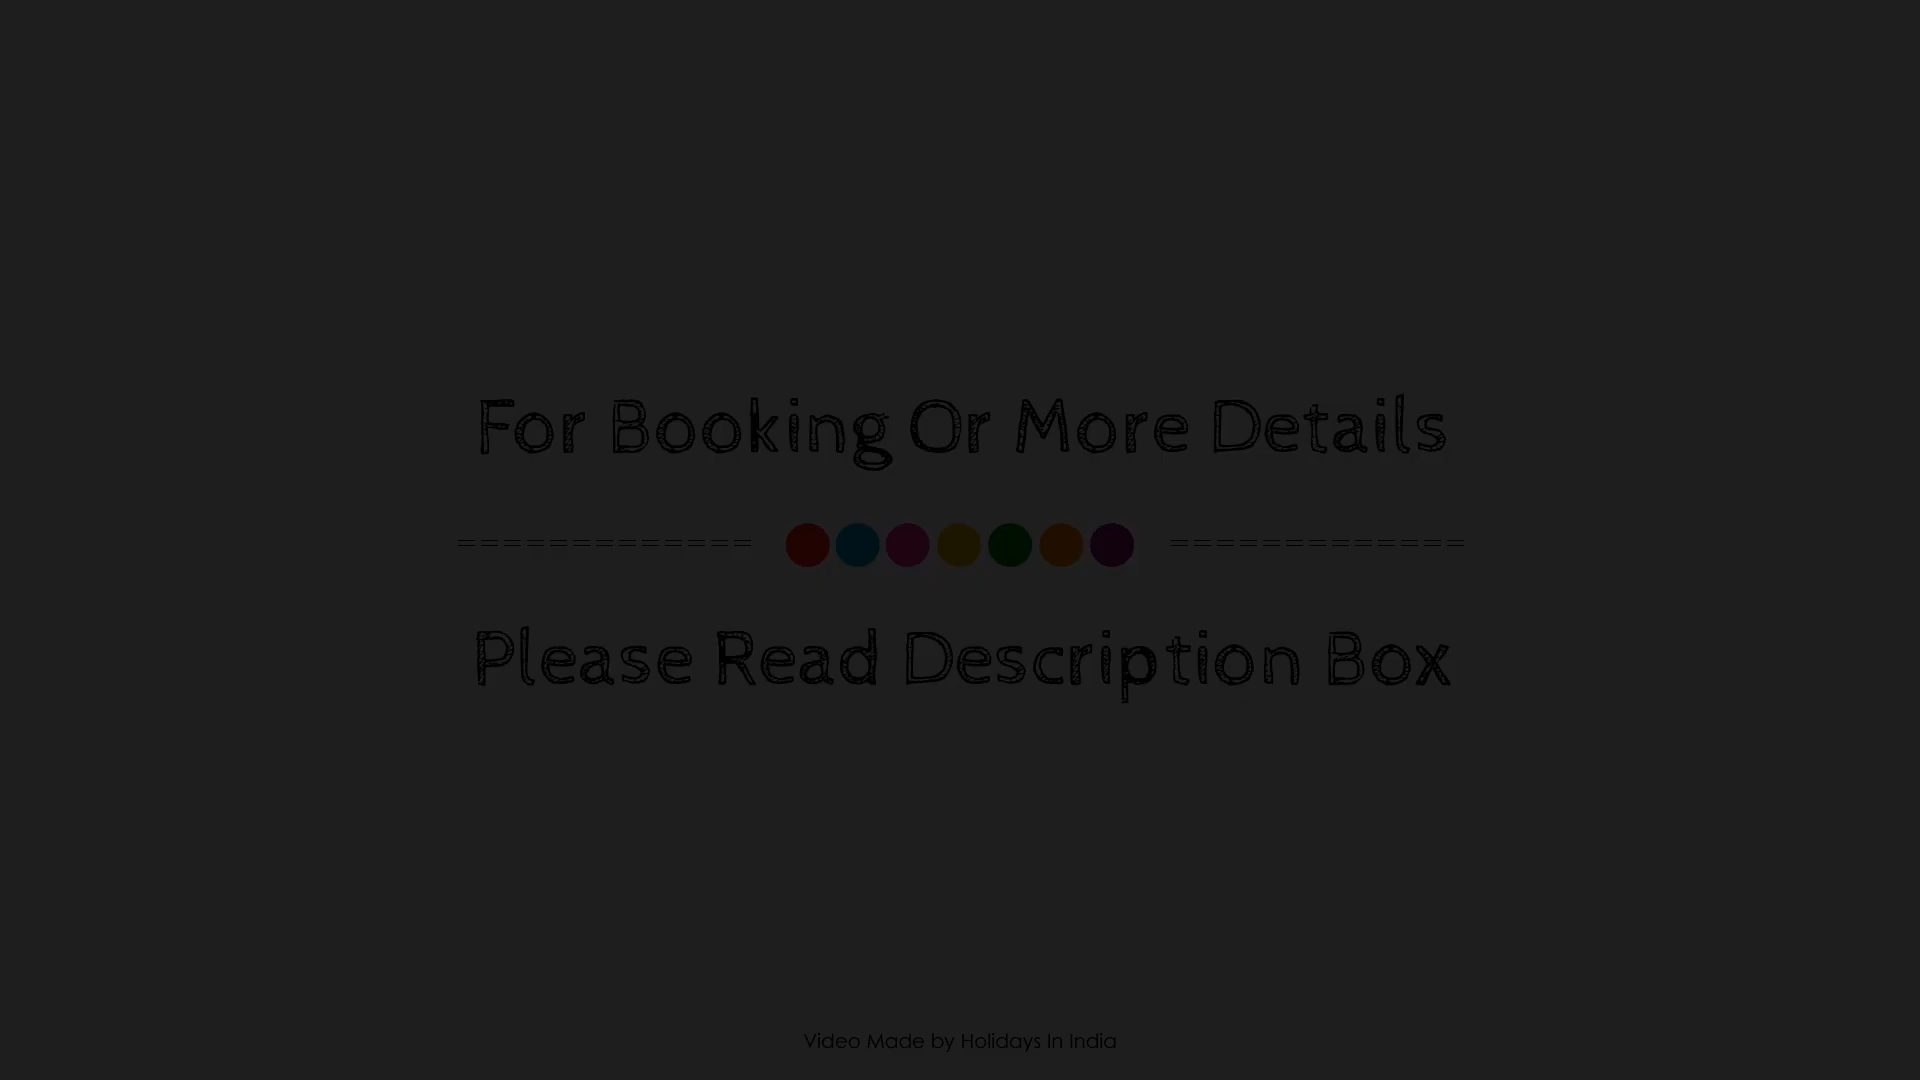 For Booking Or More Details
============= =============
Please Read Description Box
Video Made by Holidays In India